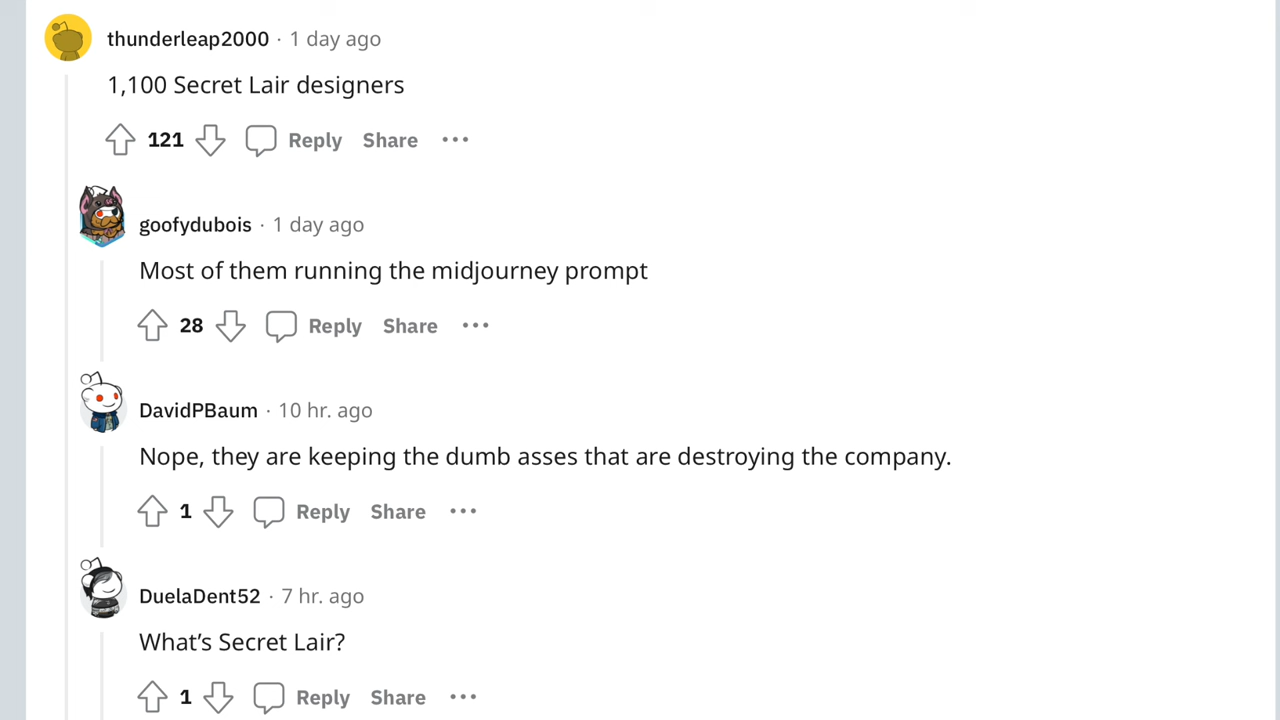 thunderleap2000 · 1 day ago
1,100 Secret Lair designers
121 Reply Share ···
goofydubois · 1 day ago
Most of them running the midjourney prompt
28 Reply Share ···
DavidPBaum · 10 hr. ago
Nope, they are keeping the dumb asses that are destroying the company.
1 Reply Share ···
DuelaDent52 · 7 hr. ago
What’s Secret Lair?
1 Reply Share ···